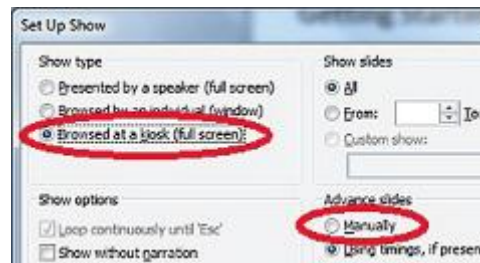 Set Up Show
Show type
Presented by a speaker (full screen)
Browsed by an individual (window)
Browsed at a kiosk (full screen)
Show options
Loop continuously until 'Esc'
Show without narration
Show slides
All
From: To
Custom show:
Advance slides
Manually
Using timings, if presen